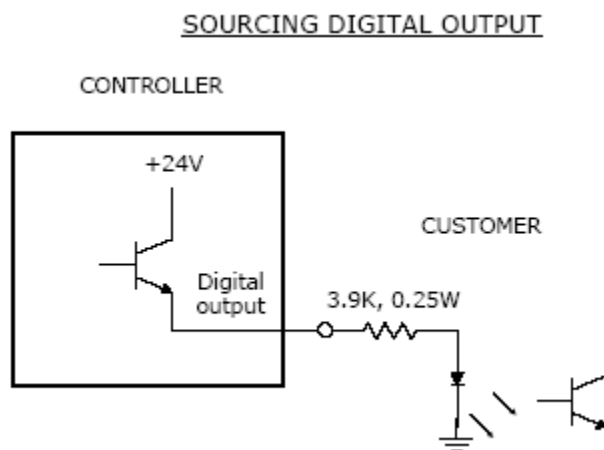 SOURCING DIGITAL OUTPUT
CONTROLLER
+24V
CUSTOMER
Digital
output
3.9K, 0.25W